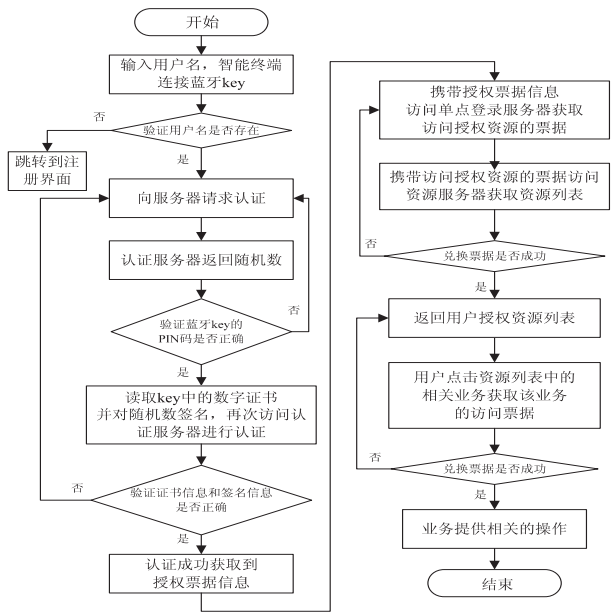 开始
输入用户名，智能终端
连接蓝牙key
否
验证用户名是否存在
跳转到注
册界面
是
向服务器请求认证
认证服务器返回随机数
否
验证蓝牙key的
PIN码是否正确
是
读取key中的数字证书
并对随机数签名，再次访问认
证服务器进行认证
否
验证证书信息和签名信息
是否正确
是
认证成功获取到
授权票据信息
携带授权票据信息
访问单点登录服务器获取
访问授权资源的票据
携带访问授权资源的票据访问
资源服务器获取资源列表
否
兑换票据是否成功
是
返回用户授权资源列表
用户点击资源列表中的
相关业务获取该业务
的访问票据
否
兑换票据是否成功
是
业务提供相关的操作
结束